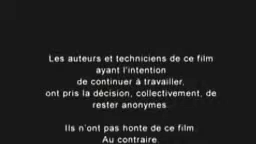 Les auteurs et techniciens de ce film
ayant l'intention
de continuer à travailler,
ont pris la décision, collectivement, de
rester anonymes.
Ils n'ont pas honte de ce film.
Au contraire.